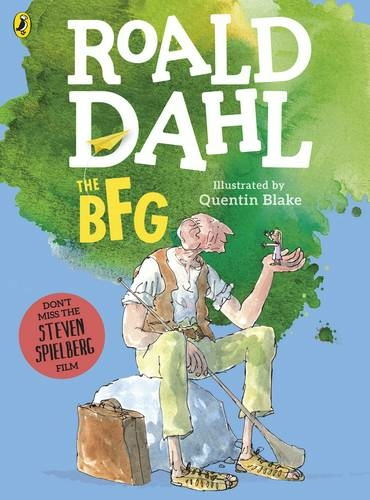 ROALD
DAHL
THE
BFG
Illustrated by
Quentin Blake
DON'T
MISS THE
STEVEN
SPIELBERG
FILM